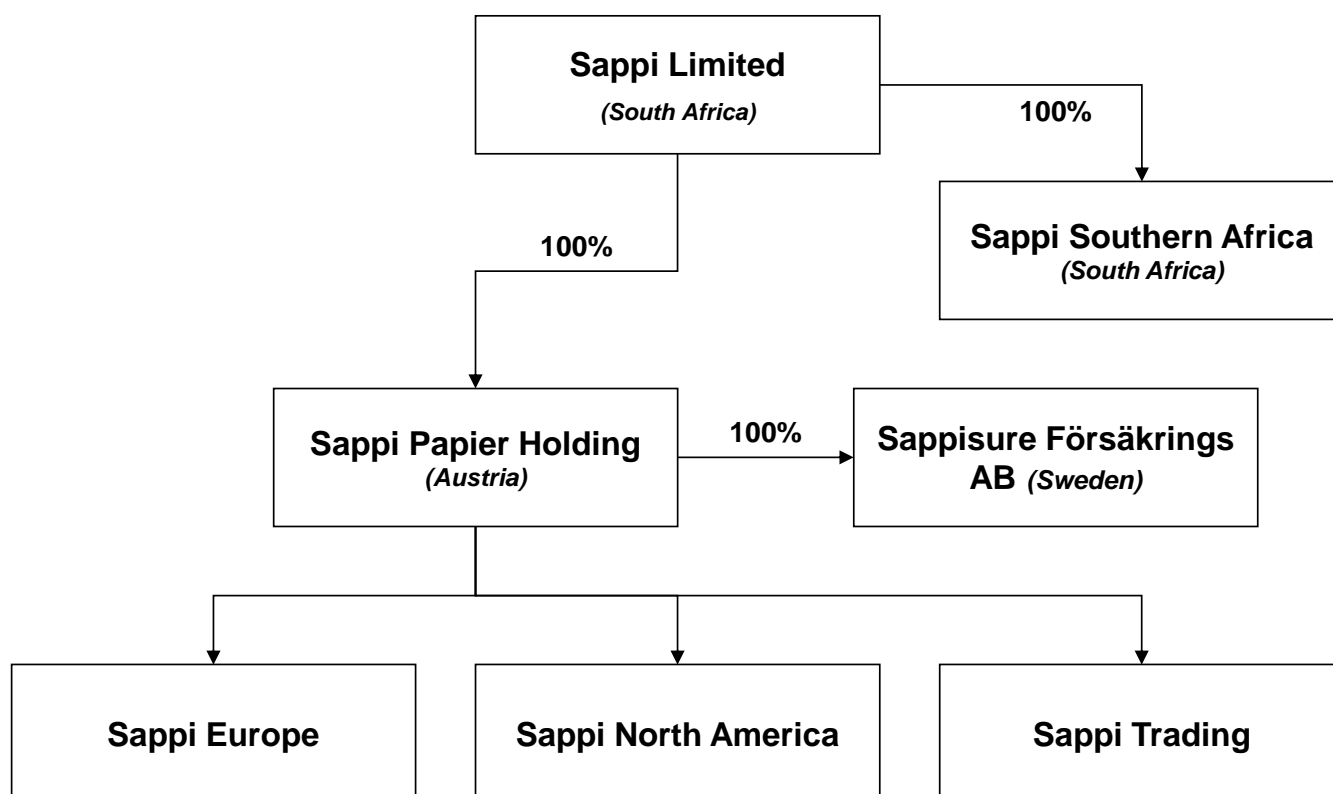 Sappi Limited
(South Africa)
100%
Sappi Southern Africa
(South Africa)
100%
Sappi Papier Holding
(Austria)
100%
Sappisure Försäkrings
AB (Sweden)
Sappi Europe
Sappi North America
Sappi Trading